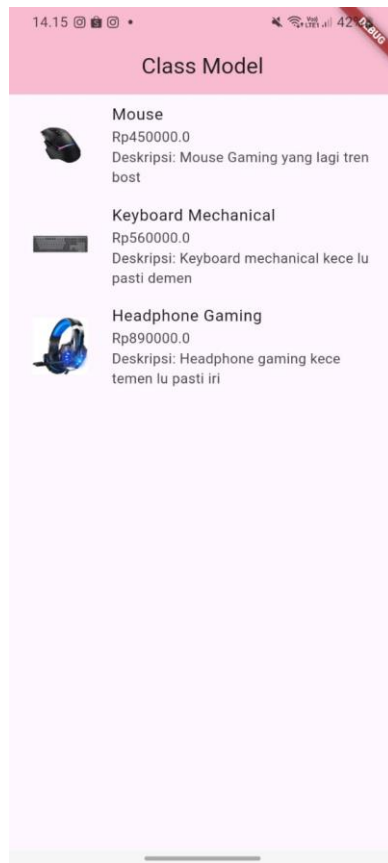 14.15
42%
DEBUG
Class Model
Mouse
Rp450000.0
Deskripsi: Mouse Gaming yang lagi tren
bost
Keyboard Mechanical
Rp560000.0
Deskripsi: Keyboard mechanical kece lu
pasti demen
Headphone Gaming
Rp890000.0
Deskripsi: Headphone gaming kece
temen lu pasti iri